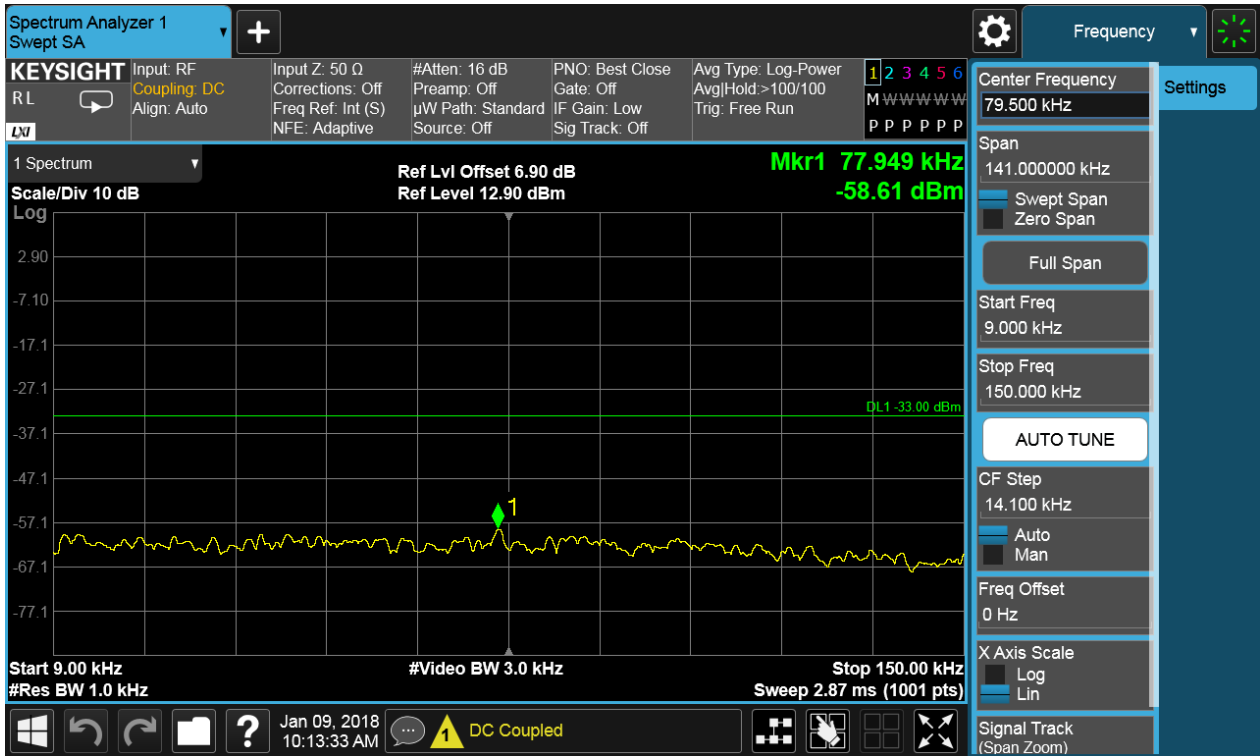 Spectrum Analyzer 1
Swept SA
Frequency
KEYSIGHT
R L
LXI
Input: RF
Coupling: DC
Align: Auto
Input Z: 50 Ω
Corrections: Off
Freq Ref: Int (S)
NFE: Adaptive
#Atten: 16 dB
Preamp: Off
µW Path: Standard
Source: Off
PNO: Best Close
Gate: Off
IF Gain: Low
Sig Track: Off
Avg Type: Log-Power
Avg|Hold:>100/100
Trig: Free Run
1 2 3 4 5 6
M W W W W W
P P P P P P
1 Spectrum
Scale/Div 10 dB
Ref Lvl Offset 6.90 dB
Ref Level 12.90 dBm
Mkr1 77.949 kHz
-58.61 dBm
Log
2.90
-7.10
-17.1
-27.1
-37.1
-47.1
-57.1
-67.1
-77.1
DL1 -33.00 dBm
1
Start 9.00 kHz
#Res BW 1.0 kHz
#Video BW 3.0 kHz
Stop 150.00 kHz
Sweep 2.87 ms (1001 pts)
?
Jan 09, 2018
10:13:33 AM
1
DC Coupled
Center Frequency
79.500 kHz
Span
141.000000 kHz
Swept Span
Zero Span
Full Span
Start Freq
9.000 kHz
Stop Freq
150.000 kHz
AUTO TUNE
CF Step
14.100 kHz
Auto
Man
Freq Offset
0 Hz
X Axis Scale
Log
Lin
Signal Track
(Span Zoom)
Settings